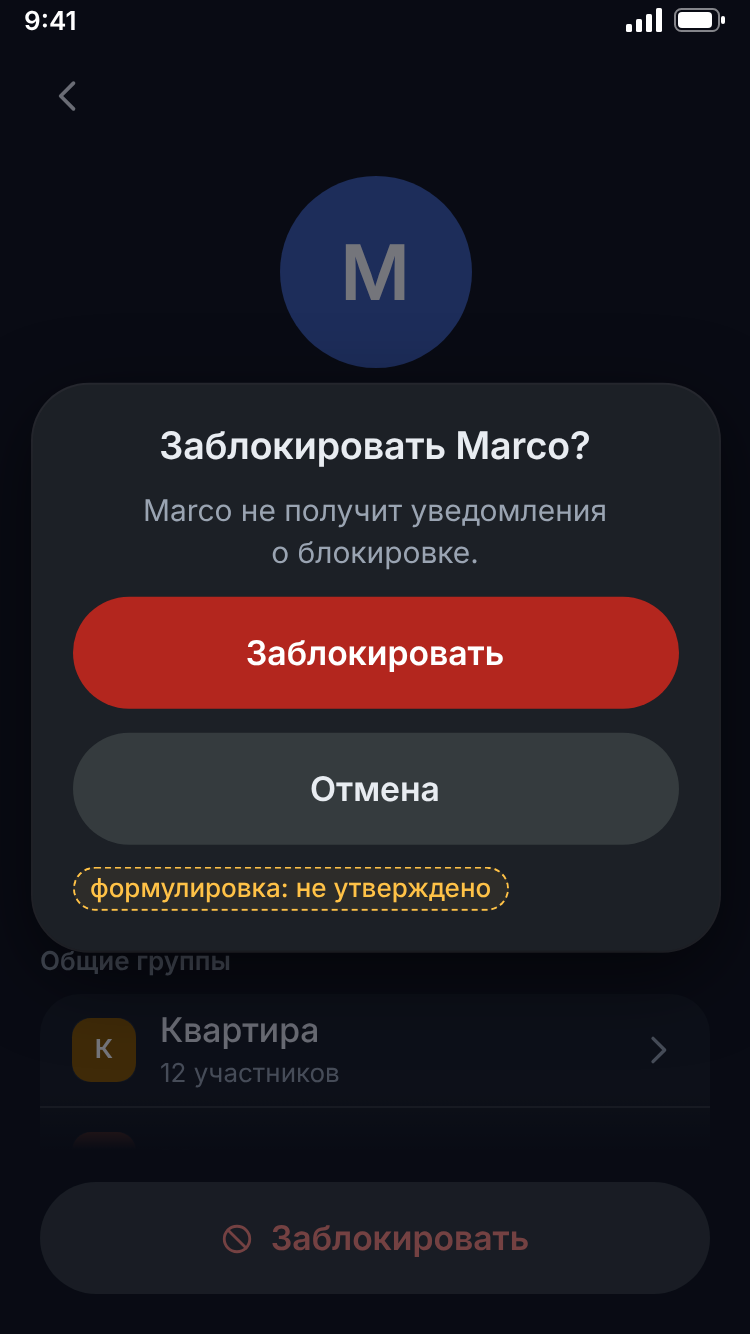 9:41
M
Заблокировать Marco?
Marco не получит уведомления
о блокировке.
Заблокировать
Отмена
формулировка: не утверждено
Общие группы
К
Квартира
12 участников
Заблокировать